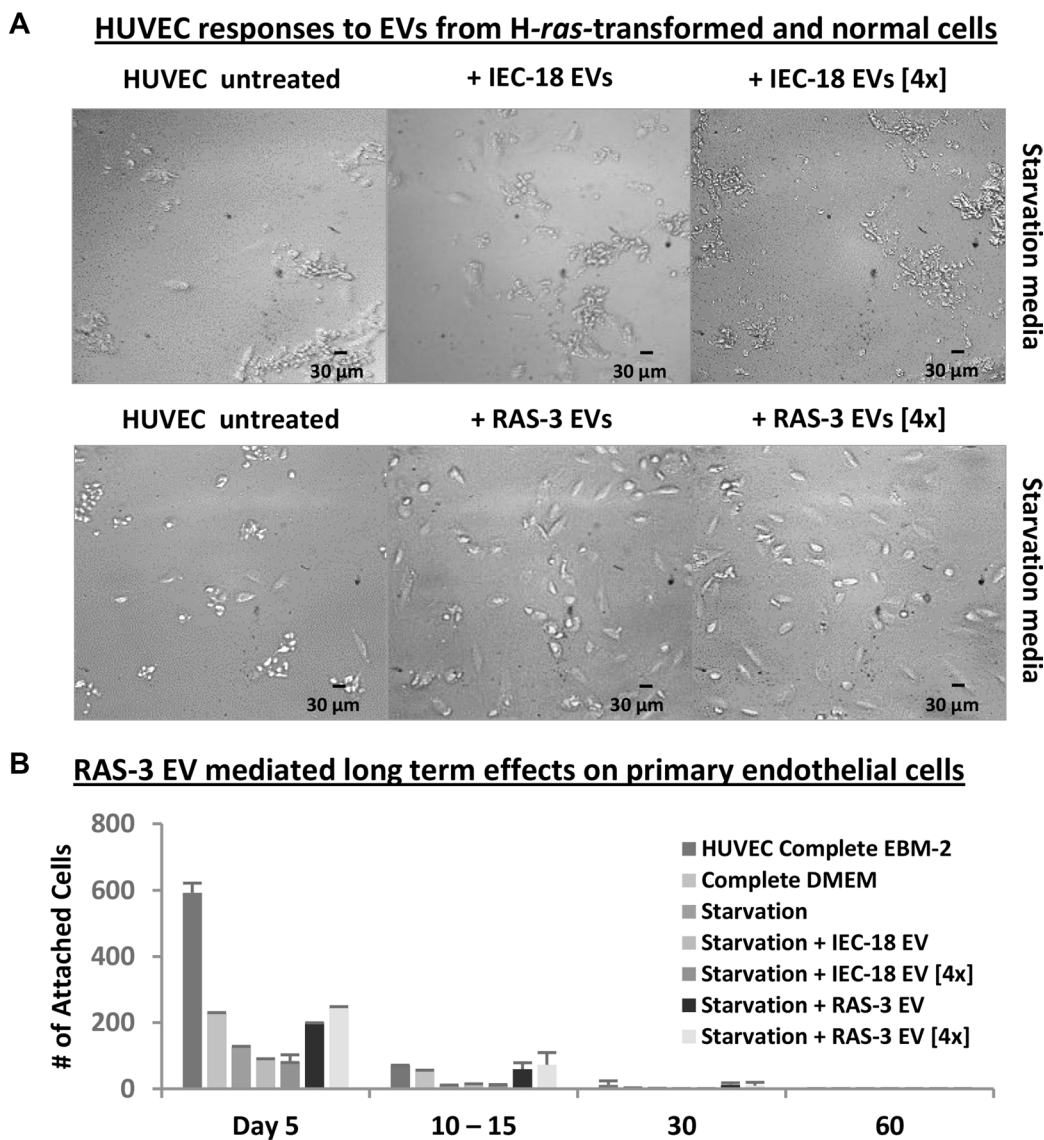 A
HUVEC responses to EVs from H-ras-transformed and normal cells
HUVEC untreated
+ IEC-18 EVs
+ IEC-18 EVs [4x]
30 µm
30 µm
30 µm
Starvation media
HUVEC untreated
+ RAS-3 EVs
+ RAS-3 EVs [4x]
30 µm
30 µm
30 µm
Starvation media
B
RAS-3 EV mediated long term effects on primary endothelial cells
# of Attached Cells
800
600
400
200
0
HUVEC Complete EBM-2
Complete DMEM
Starvation
Starvation + IEC-18 EV
Starvation + IEC-18 EV [4x]
Starvation + RAS-3 EV
Starvation + RAS-3 EV [4x]
Day 5
10 – 15
30
60